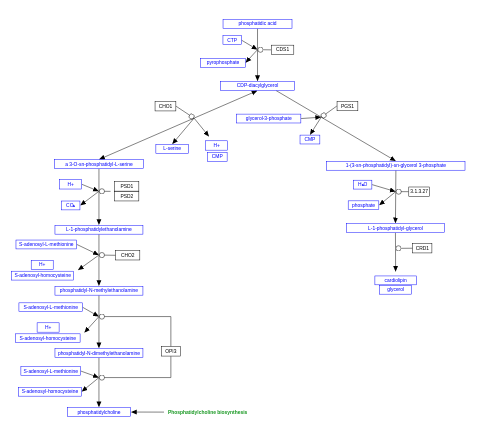 phosphatidic acid
CTP
CDS1
pyrophosphate
CDP-diacylglycerol
CHO1
PGS1
glycerol-3-phosphate
L-serine
H+
CMP
CMP
a 3-O-sn-phosphatidyl-L-serine
1-(3-sn-phosphatidyl)-sn-glycerol 3-phosphate
H+
PSD1
PSD2
CO₂
H₂O
3.1.3.27
phosphate
L-1-phosphatidylethanolamine
L-1-phosphatidyl-glycerol
S-adenosyl-L-methionine
CHO2
H+
S-adenosyl-homocysteine
CRD1
cardiolipin
glycerol
phosphatidyl-N-methylethanolamine
S-adenosyl-L-methionine
H+
S-adenosyl-homocysteine
OPI3
phosphatidyl-N-dimethylethanolamine
S-adenosyl-L-methionine
S-adenosyl-homocysteine
phosphatidylcholine
Phosphatidylcholine biosynthesis